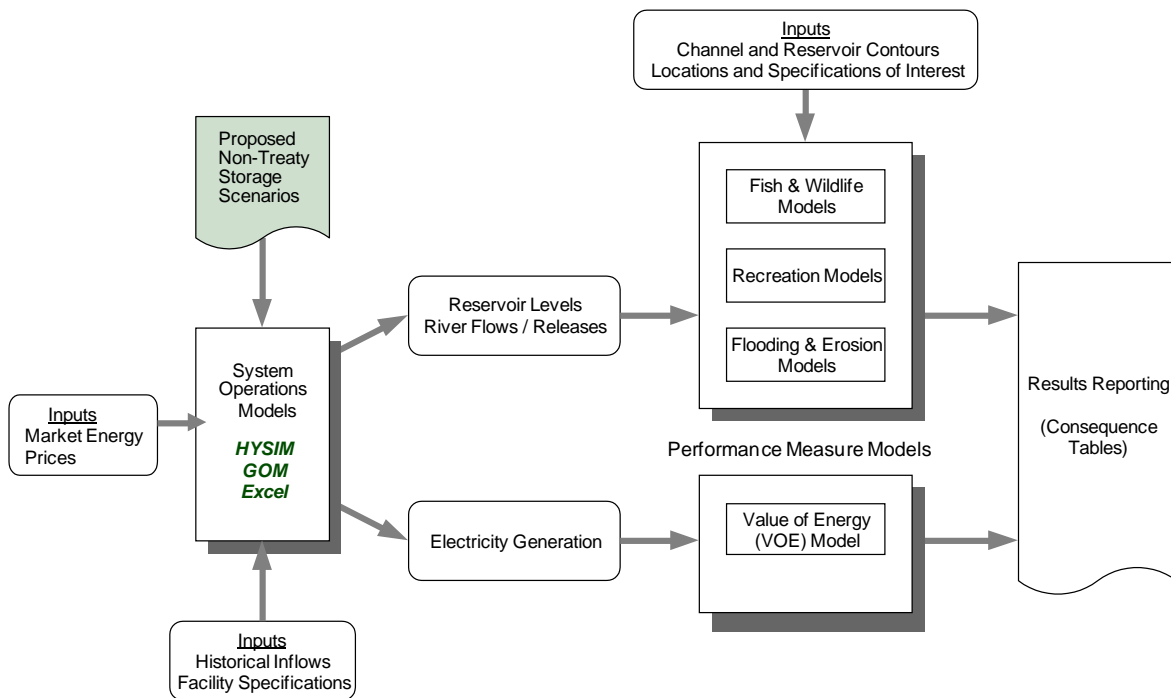 Inputs
Channel and Reservoir Contours
Locations and Specifications of Interest
Proposed
Non-Treaty
Storage
Scenarios
Fish & Wildlife
Models
Recreation Models
Flooding & Erosion
Models
Reservoir Levels
River Flows / Releases
System
Operations
Models
HYSIM
GOM
Excel
Inputs
Market Energy
Prices
Results Reporting
(Consequence
Tables)
Performance Measure Models
Electricity Generation
Value of Energy
(VOE) Model
Inputs
Historical Inflows
Facility Specifications